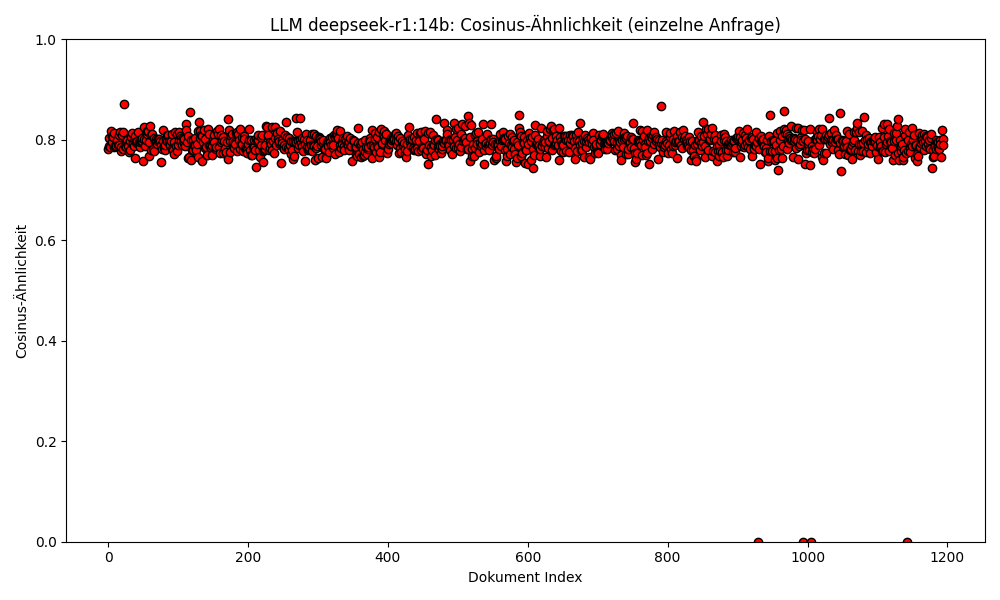 LLM deepseek-r1:14b: Cosinus-Ähnlichkeit (einzelne Anfrage)
1.0
0.8
0.6
0.4
0.2
0.0
Cosinus-Ähnlichkeit
0 200 400 600 800 1000 1200
Dokument Index